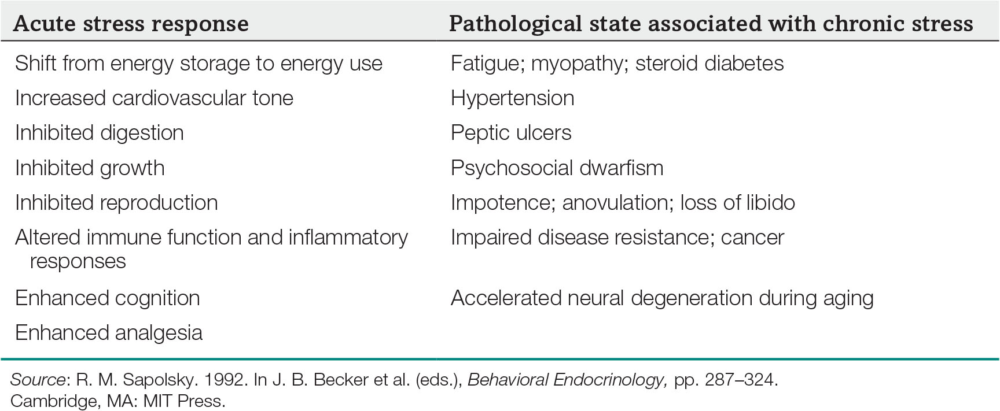 Acute stress response Pathological state associated with chronic stress
Shift from energy storage to energy use Fatigue; myopathy; steroid diabetes
Increased cardiovascular tone Hypertension
Inhibited digestion Peptic ulcers
Inhibited growth Psychosocial dwarfism
Inhibited reproduction Impotence; anovulation; loss of libido
Altered immune function and inflammatory Impaired disease resistance; cancer
responses
Enhanced cognition Accelerated neural degeneration during aging
Enhanced analgesia
Source: R. M. Sapolsky. 1992. In J. B. Becker et al. (eds.), Behavioral Endocrinology, pp. 287–324.
Cambridge, MA: MIT Press.